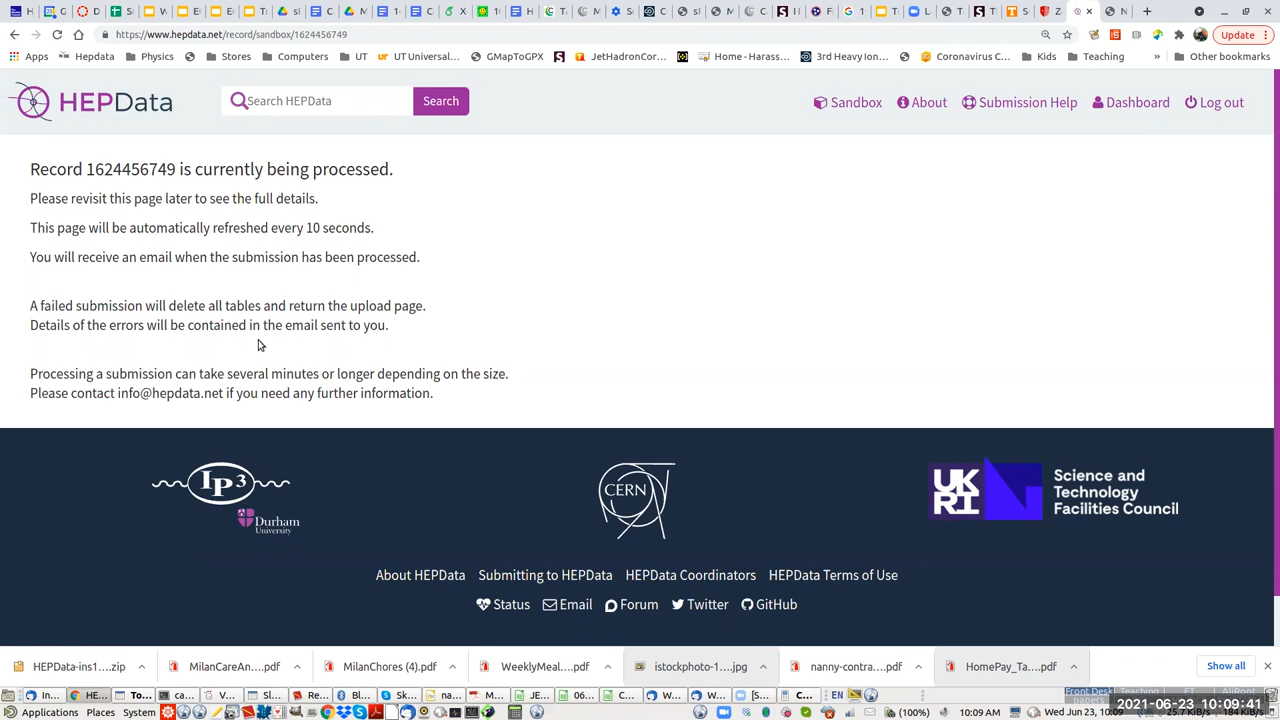 https://www.hepdata.net/record/sandbox/1624456749
Update
Apps
Hepdata
Physics
Stores
Computers
UT
UT Universal...
GMapToGPX
JetHadronCor...
Home - Harass...
3rd Heavy Ion...
Coronavirus C...
Kids
Teaching
»
Other bookmarks
HEPData
Search HEPData
Search
Sandbox
About
Submission Help
Dashboard
Log out
Record 1624456749 is currently being processed.
Please revisit this page later to see the full details.
This page will be automatically refreshed every 10 seconds.
You will receive an email when the submission has been processed.
A failed submission will delete all tables and return the upload page.
Details of the errors will be contained in the email sent to you.
Processing a submission can take several minutes or longer depending on the size.
Please contact info@hepdata.net if you need any further information.
IP3
Durham
University
CERN
UKRI
Science and
Technology
Facilities Council
About HEPData
Submitting to HEPData
HEPData Coordinators
HEPData Terms of Use
Status
Email
Forum
Twitter
GitHub
HEPData-ins1....zip
MilanCareAn....pdf
MilanChores (4).pdf
WeeklyMeal....pdf
istockphoto-1....jpg
nanny-contra....pdf
HomePay_Ta....pdf
Show all
EN
Front Desk
Teaching
Applications
Places
System
(100%)
10:09 AM
Wed Jun 23, 10:09
2021-06-23 10:09:41